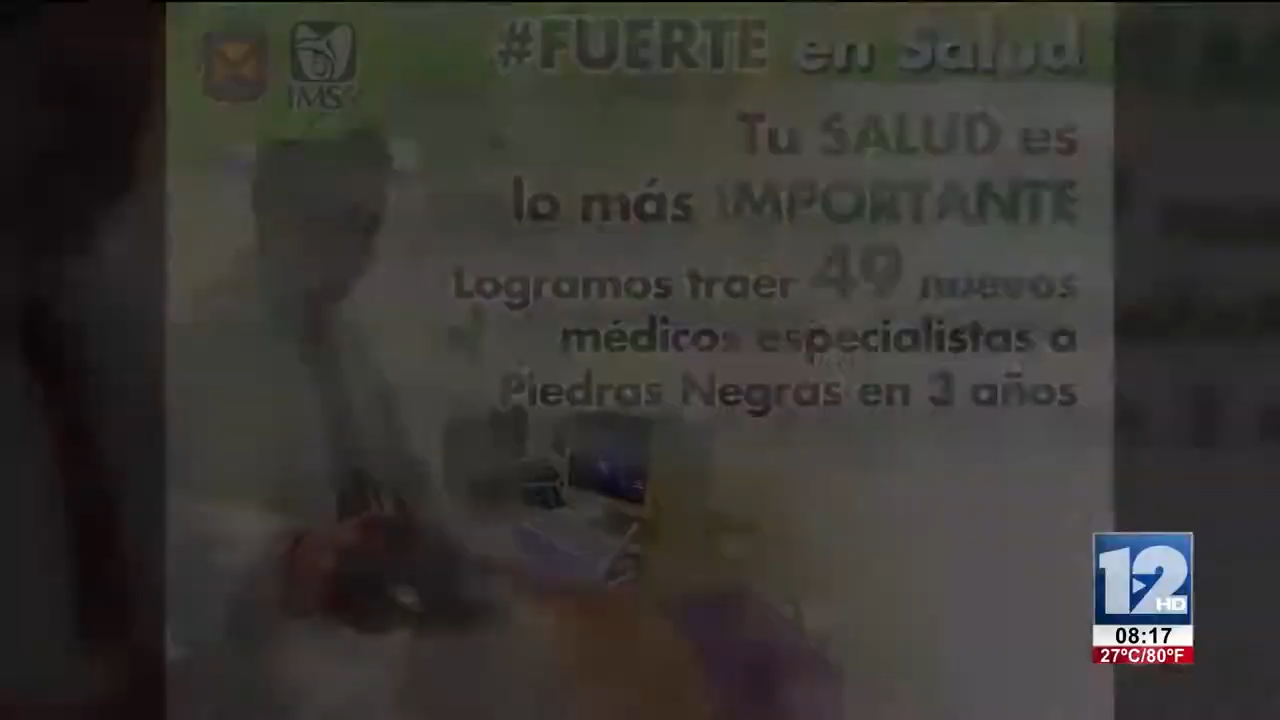 #FUERTE en Salud
IMSS
Tu SALUD es
lo más IMPORTANTE
Logramos traer 49 nuevos
médicos especialistas a
Piedras Negras en 3 años
12
HD
08:17
27°C/80°F